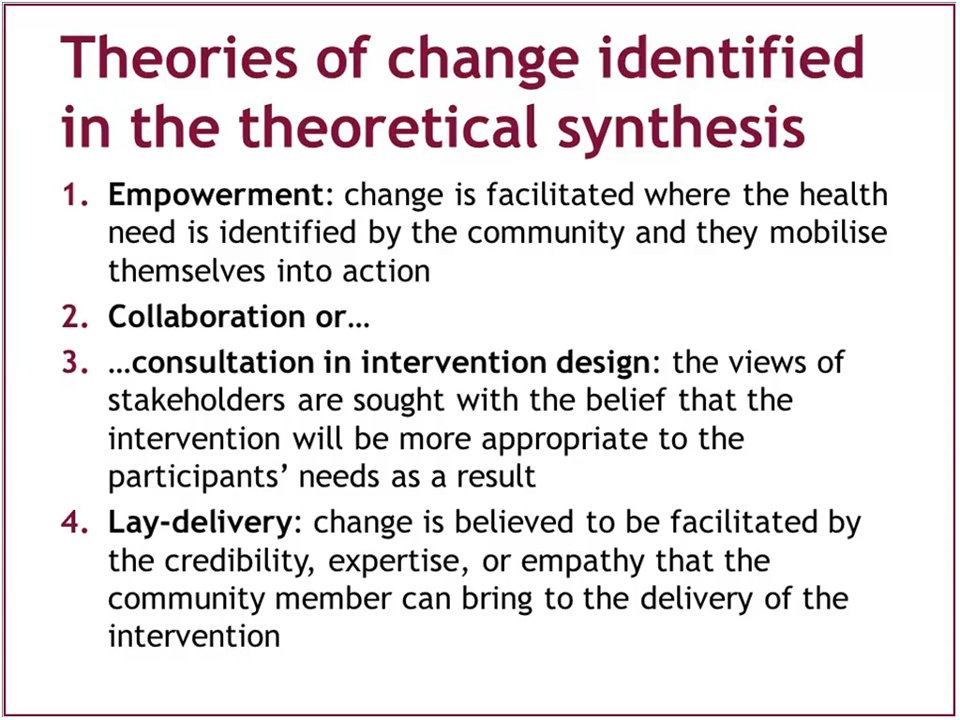 Theories of change identified
in the theoretical synthesis
1. Empowerment: change is facilitated where the health
need is identified by the community and they mobilise
themselves into action
2. Collaboration or…
3. …consultation in intervention design: the views of
stakeholders are sought with the belief that the
intervention will be more appropriate to the
participants’ needs as a result
4. Lay-delivery: change is believed to be facilitated by
the credibility, expertise, or empathy that the
community member can bring to the delivery of the
intervention